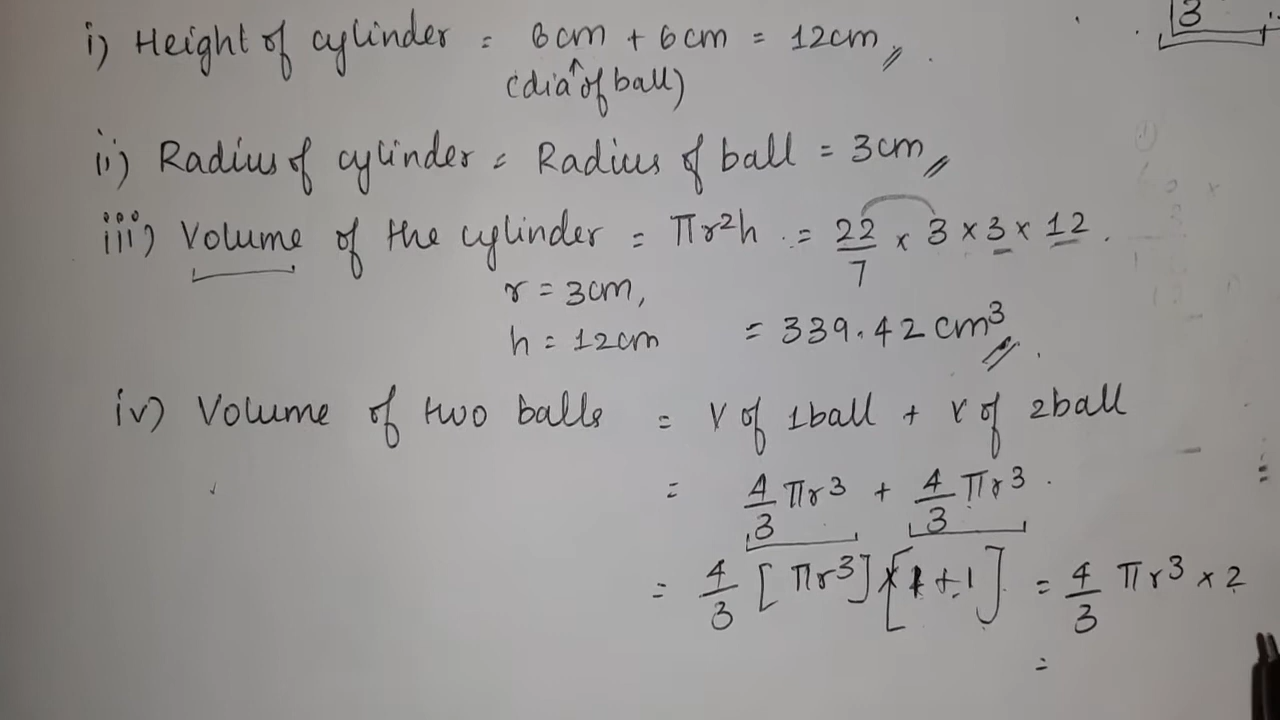 3
i) Height of cylinder = 6cm + 6cm = 12cm
(dia of ball)
ii) Radius of cylinder = Radius of ball = 3cm
iii) Volume of the cylinder = πr²h = 22/7 × 3 × 3 × 12
r = 3cm,
h = 12cm
= 339.42 cm³
iv) Volume of two balls = V of 1ball + V of 2ball
= 4/3 πr³ + 4/3 πr³
= 4/3 [πr³] × [1+1] = 4/3 πr³ × 2
=